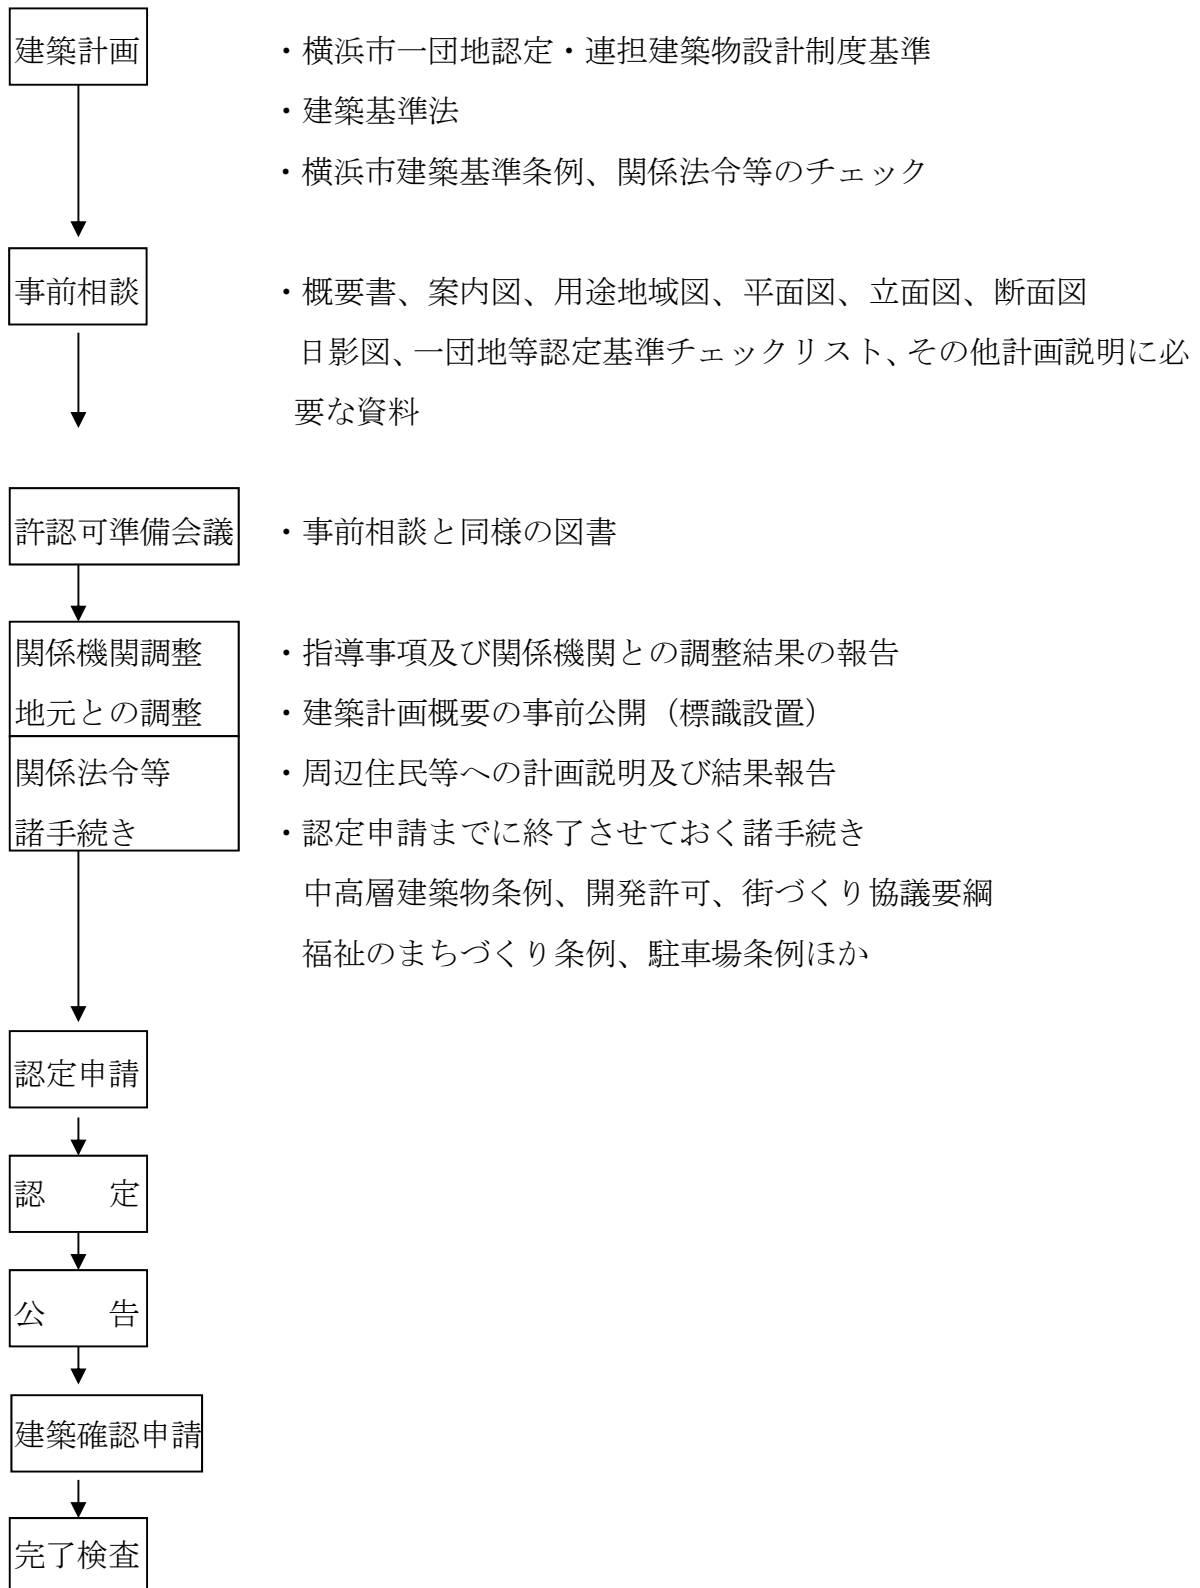 建築計画 ・横浜市一団地認定・連担建築物設計制度基準
・建築基準法
・横浜市建築基準条例、関係法令等のチェック
事前相談 ・概要書、案内図、用途地域図、平面図、立面図、断面図
日影図、一団地等認定基準チェックリスト、その他計画説明に必
要な資料
許認可準備会議 ・事前相談と同様の図書
関係機関調整 ・指導事項及び関係機関との調整結果の報告
地元との調整 ・建築計画概要の事前公開（標識設置）
関係法令等 ・周辺住民等への計画説明及び結果報告
諸手続き ・認定申請までに終了させておく諸手続き
中高層建築物条例、開発許可、街づくり協議要綱
福祉のまちづくり条例、駐車場条例ほか
認定申請
認　　定
公　　告
建築確認申請
完了検査